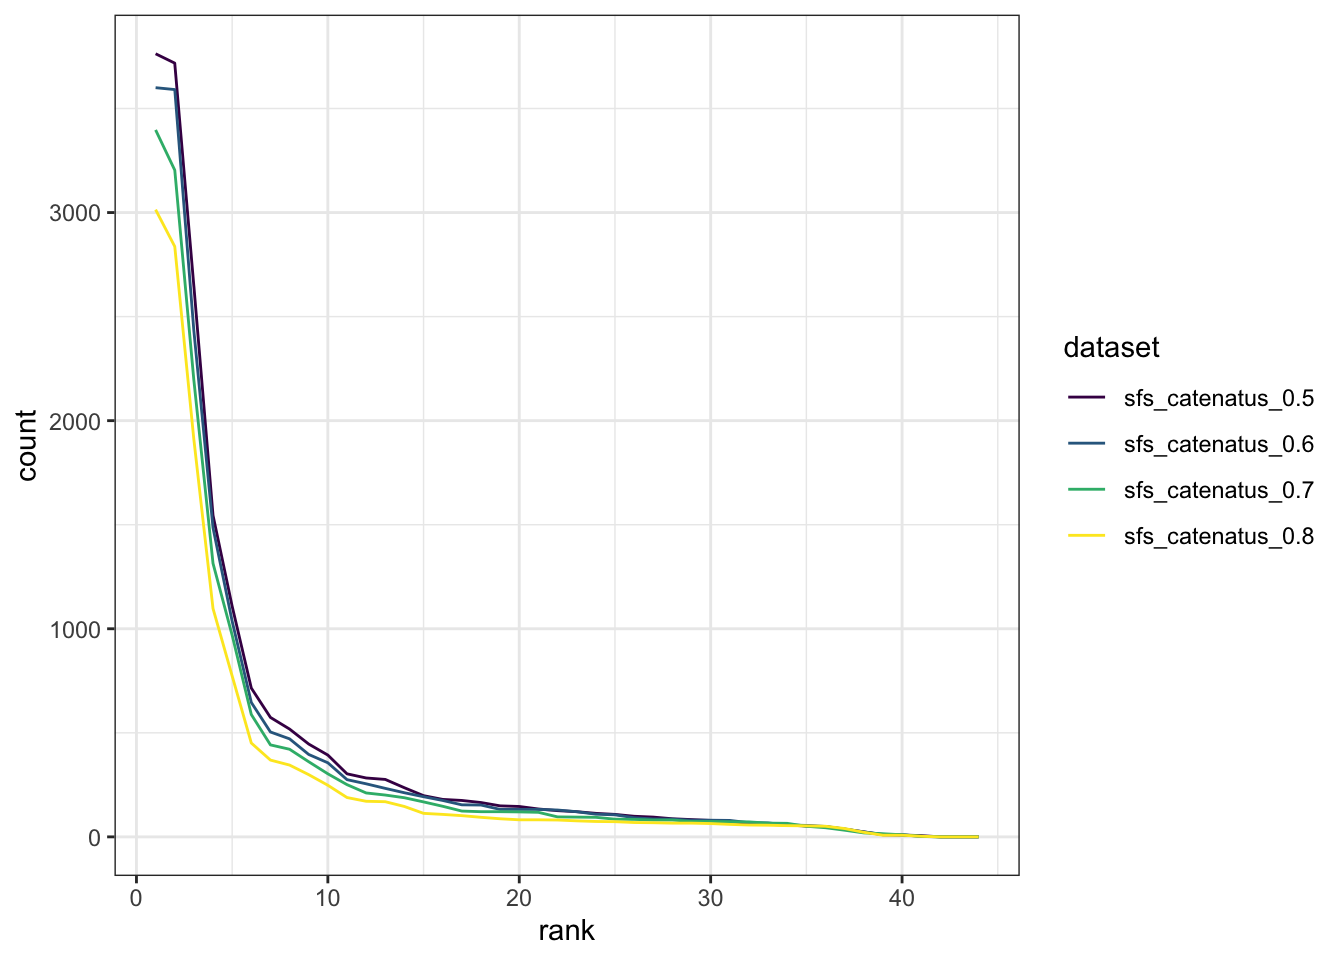 3000
2000
1000
0
count
0 10 20 30 40
rank
dataset
sfs_catenatus_0.5
sfs_catenatus_0.6
sfs_catenatus_0.7
sfs_catenatus_0.8